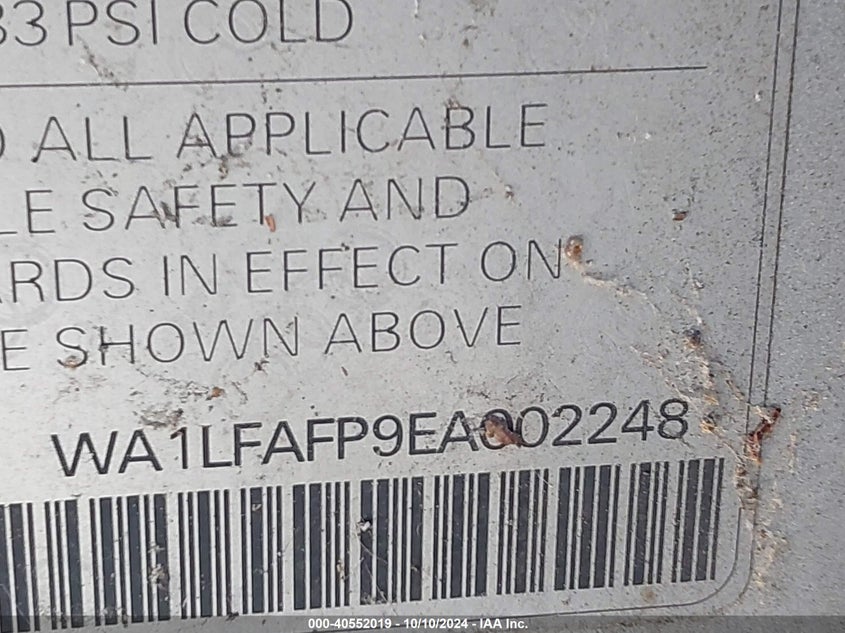 33 PSI COLD
O ALL APPLICABLE
LE SAFETY AND
ARDS IN EFFECT ON
E SHOWN ABOVE
WA1LFAFP9EA002248
000-40552019 - 10/10/2024 - IAA Inc.